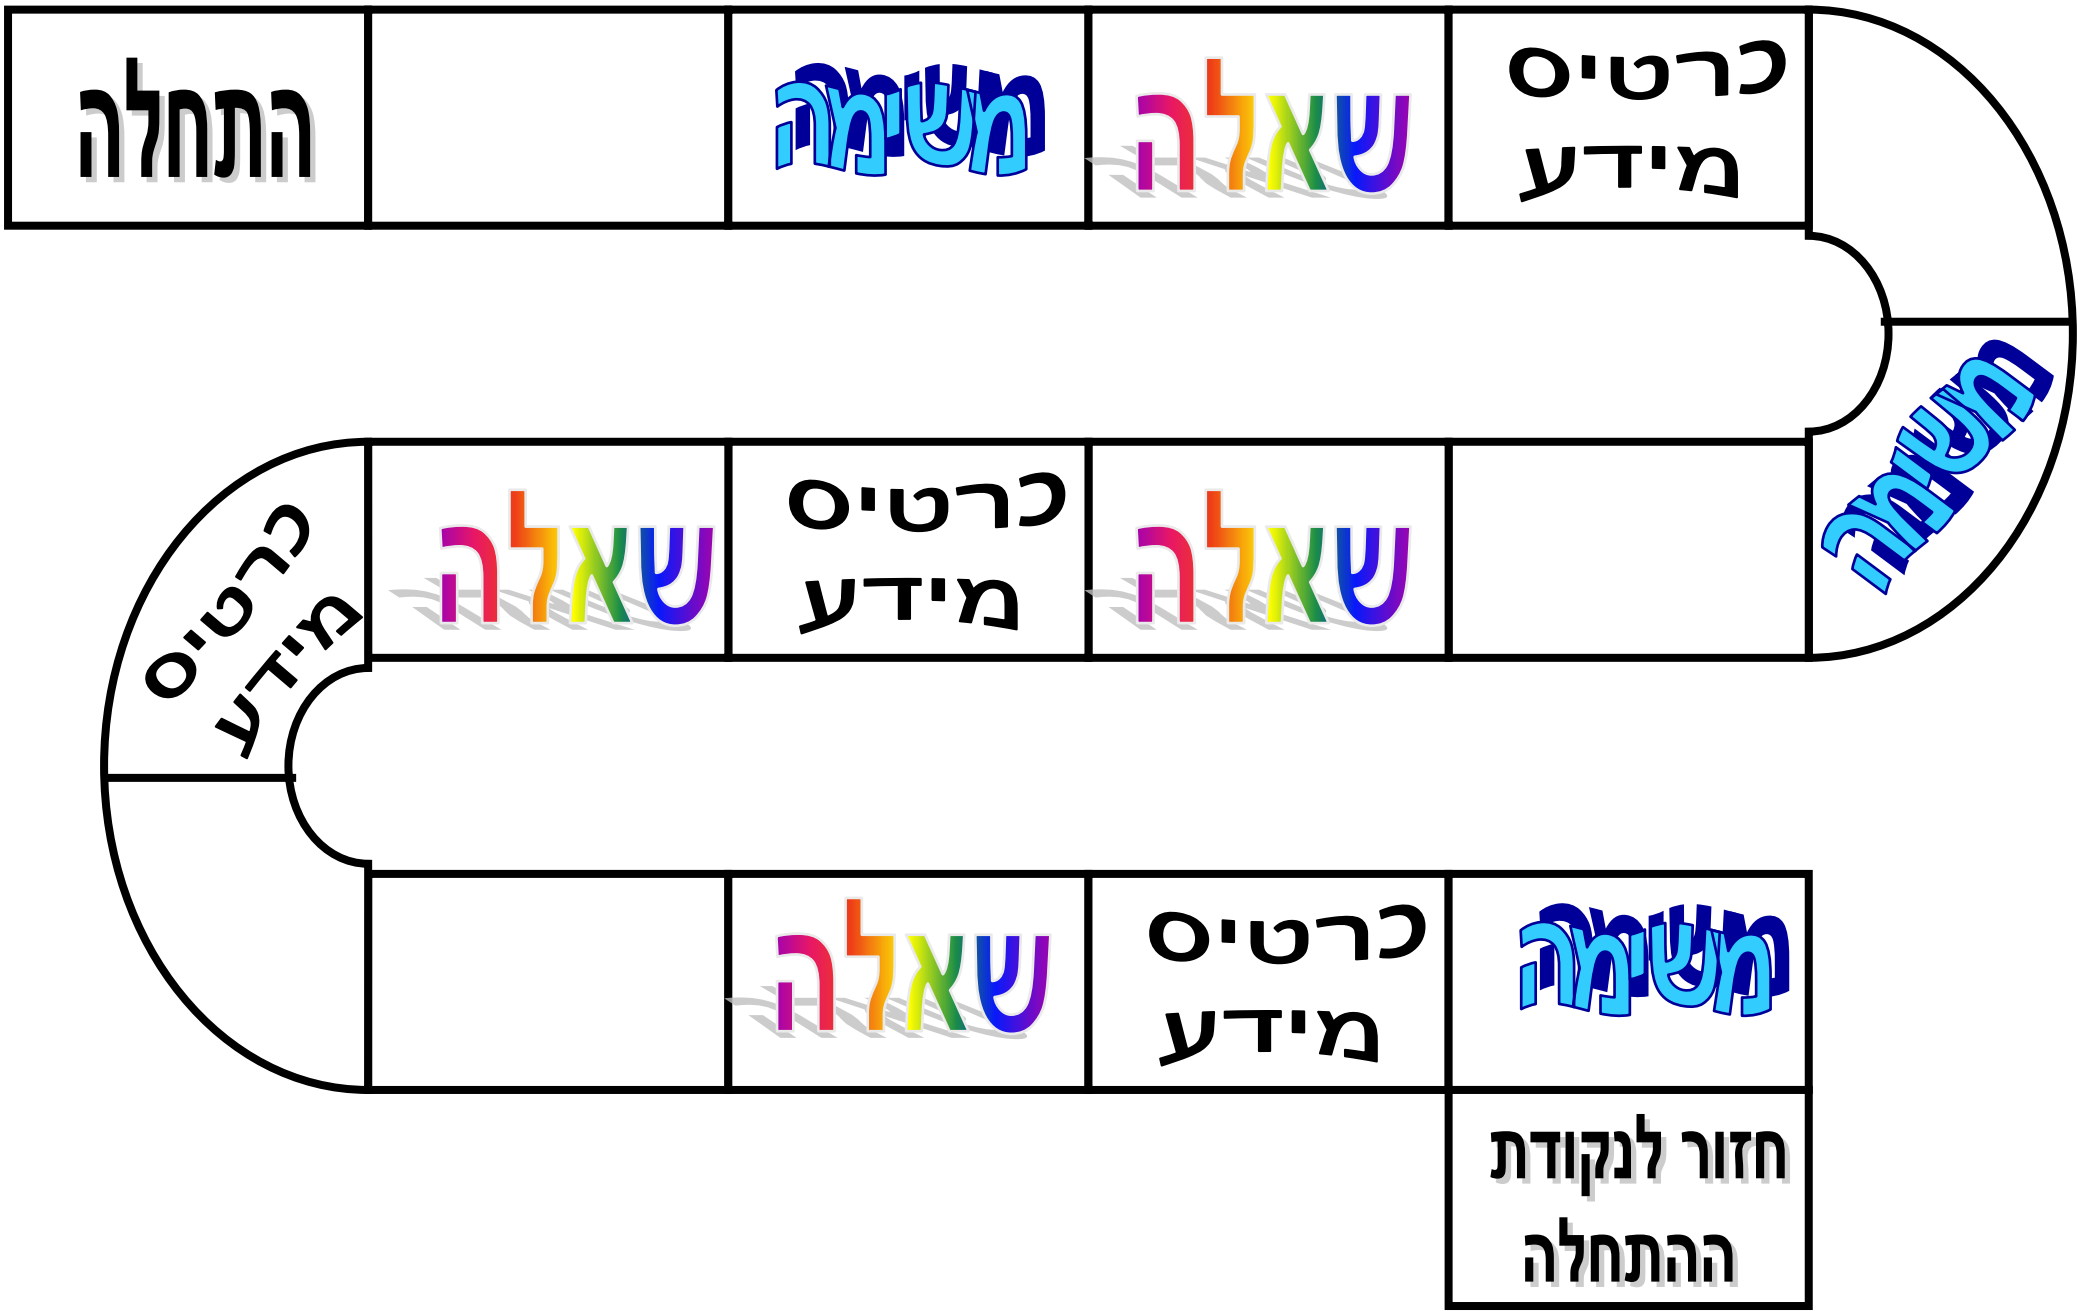 התחלה
משימה
שאלה
כרטיס
מידע
משימה
שאלה
כרטיס
מידע
שאלה
כרטיס
מידע
שאלה
כרטיס
מידע
משימה
חזור לנקודת
ההתחלה